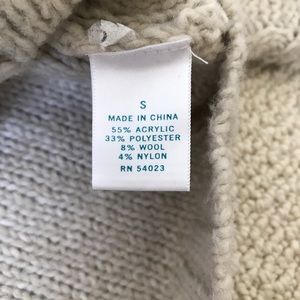 S
MADE IN CHINA
55% ACRYLIC
33% POLYESTER
8% WOOL
4% NYLON
RN 54023